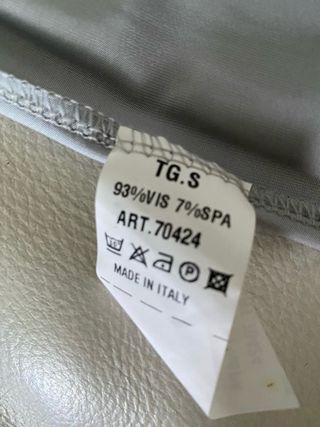 TG.S
93%VIS 7%SPA
ART.70424
MADE IN ITALY